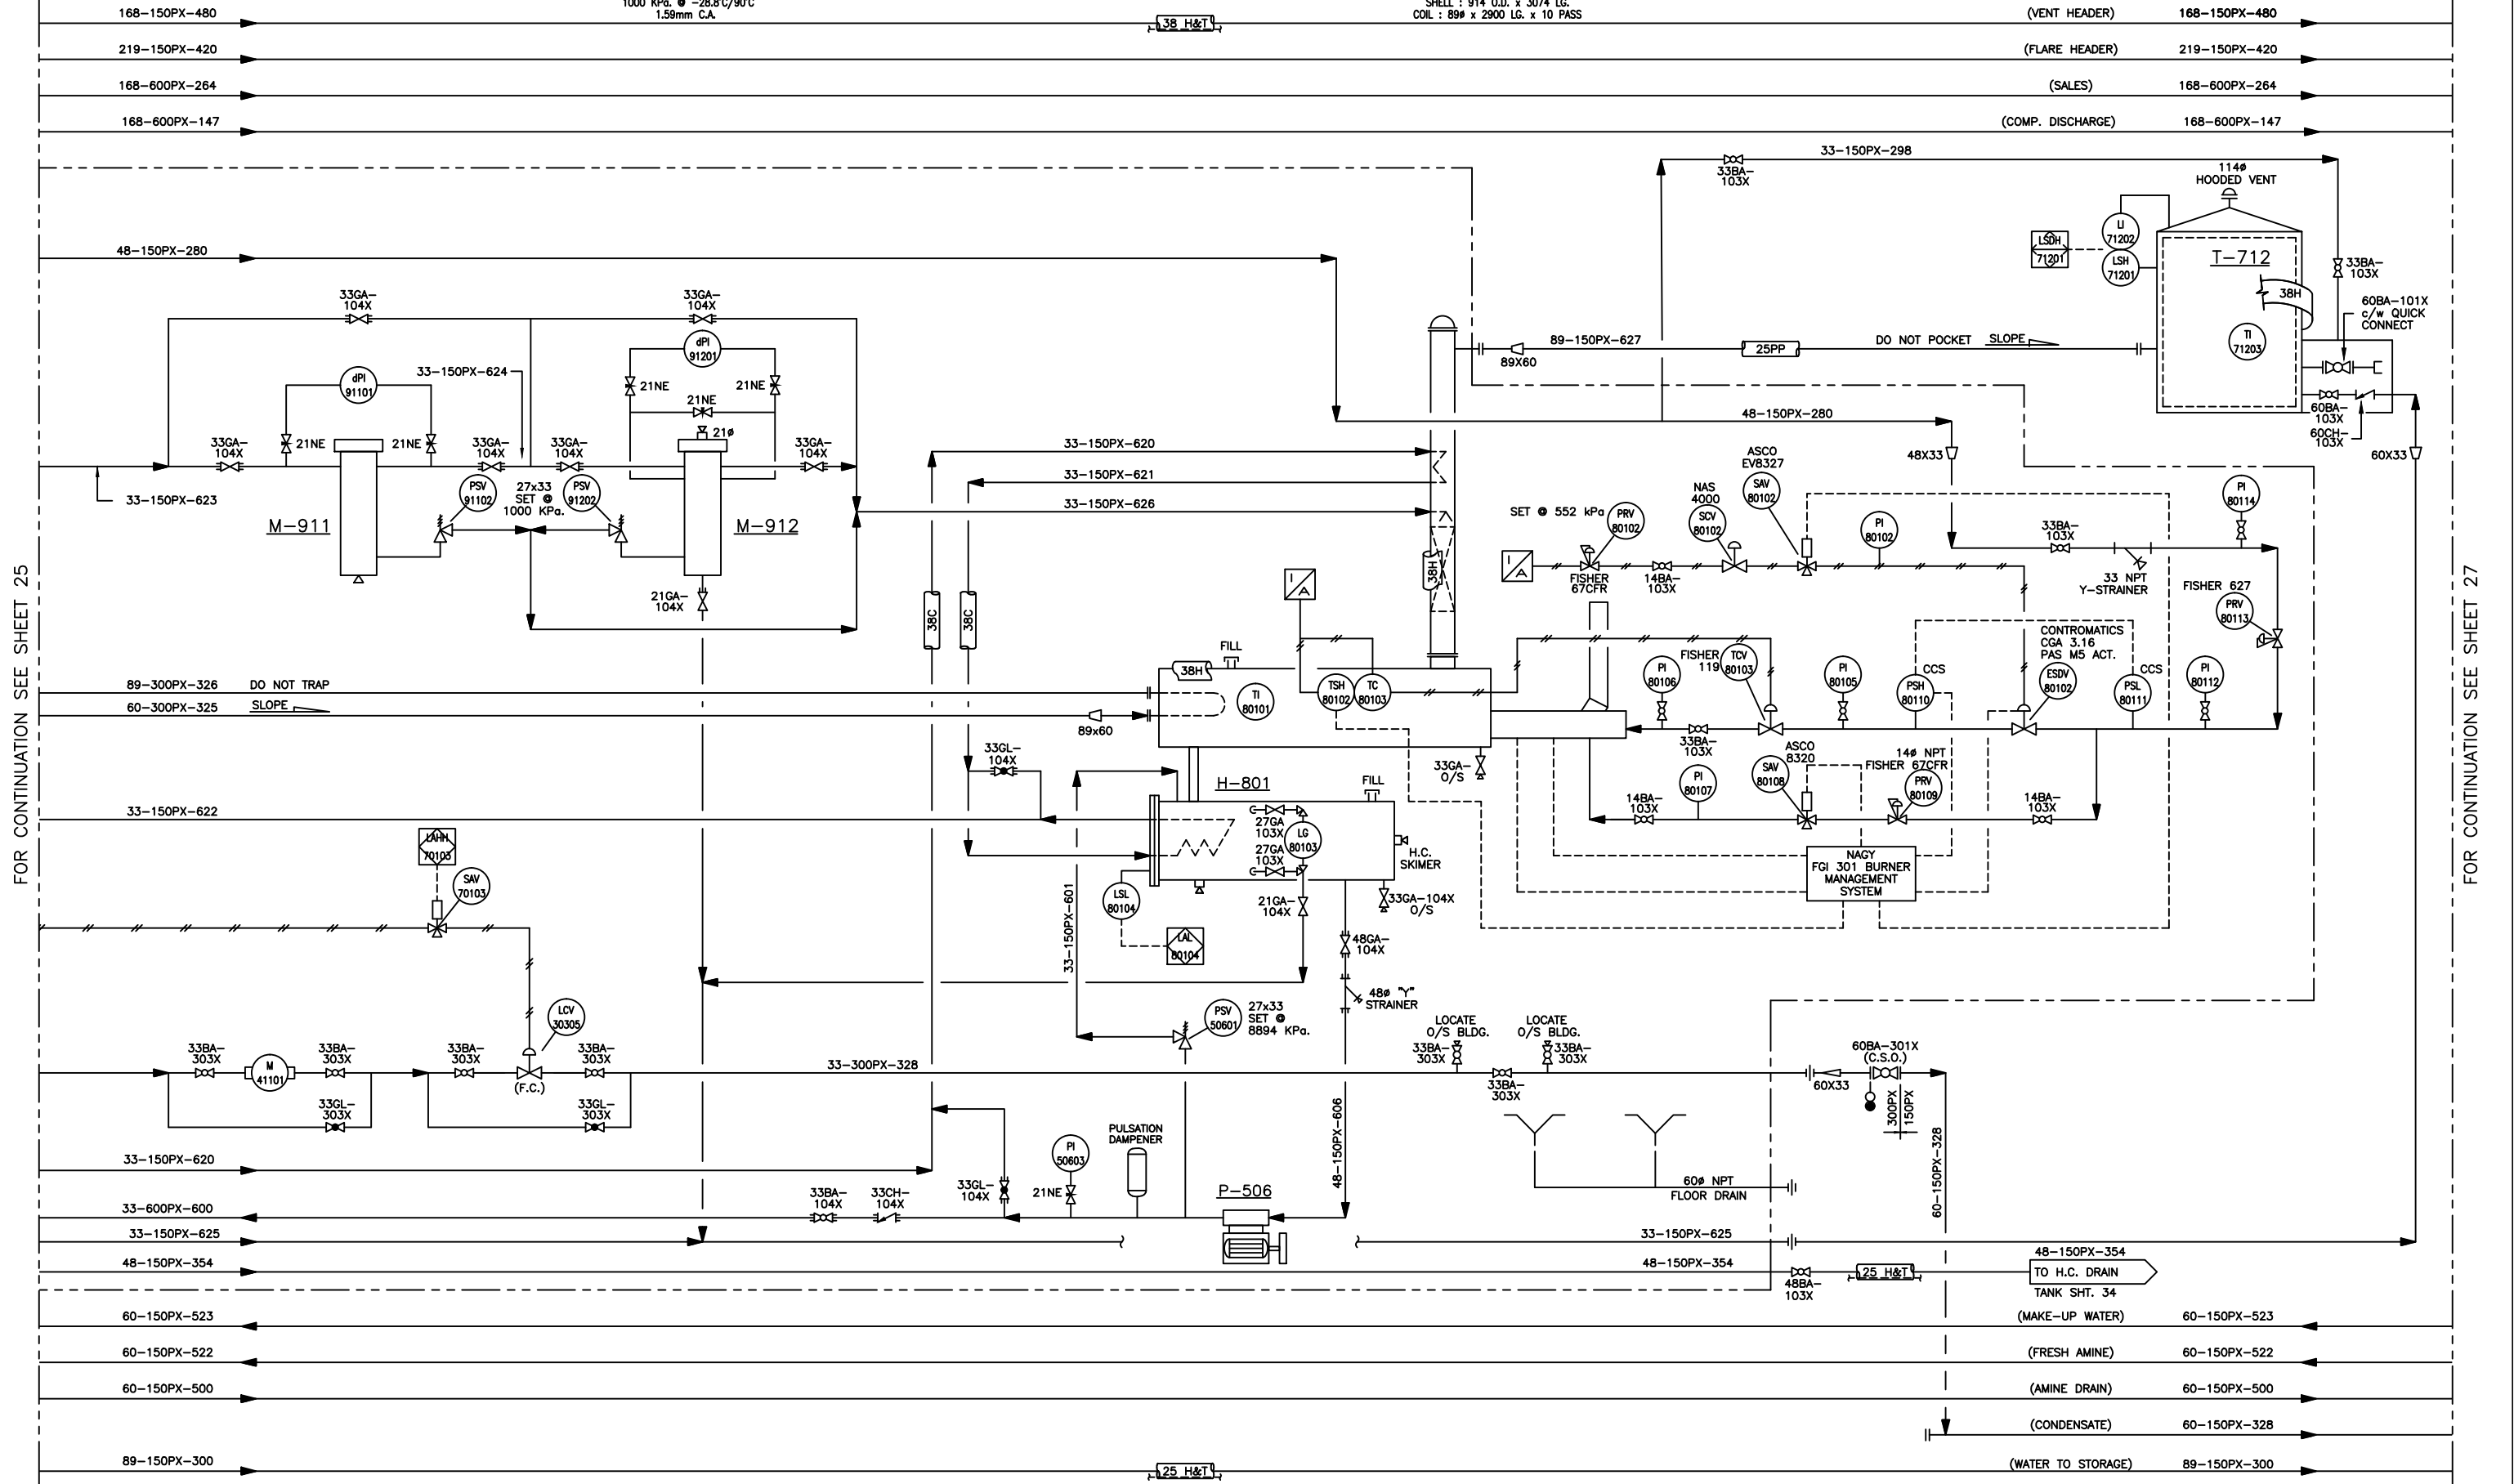 1000 KPa. @ -28.8°C/90°C
1.59mm C.A.
SHELL : 914 O.D. x 3074 LG.
COIL : 89ø x 2900 LG. x 10 PASS
168-150PX-480
38 H&T
(VENT HEADER)
168-150PX-480
219-150PX-420
(FLARE HEADER)
219-150PX-420
168-600PX-264
(SALES)
168-600PX-264
168-600PX-147
(COMP. DISCHARGE)
168-600PX-147
33-150PX-298
33BA-
103X
114ø
HOODED VENT
48-150PX-280
LI
71202
LSDH
71201
LSH
71201
T-712
33BA-
103X
38H
60BA-101X
c/w QUICK
CONNECT
TI
71203
60BA-
103X
60CH-
103X
60X33
33GA-
104X
33GA-
104X
dPI
91201
dPI
91101
33-150PX-624
21NE
21NE
21NE
21ø
21NE
21NE
33GA-
104X
33GA-
104X
33GA-
104X
33GA-
104X
33-150PX-623
PSV
91102
27x33
SET @
1000 KPa.
PSV
91202
M-911
M-912
21GA-
104X
89X60
89-150PX-627
25PP
DO NOT POCKET
SLOPE
48-150PX-280
48X33
33-150PX-620
33-150PX-621
33-150PX-626
38C
38C
38H
ASCO
EV8327
SAV
80102
NAS
4000
SCV
80102
SET @ 552 kPa
PRV
80102
PI
80102
I
A
FISHER
67CFR
14BA-
103X
33BA-
103X
PI
80114
33 NPT
Y-STRAINER
FISHER 627
PRV
80113
I
A
FOR CONTINUATION SEE SHEET 25
FOR CONTINUATION SEE SHEET 27
89-300PX-326
DO NOT TRAP
60-300PX-325
SLOPE
89x60
FILL
38H
TI
80101
TSH
80102
TC
80103
FISHER
119
TCV
80103
PI
80106
PI
80105
CCS
PSH
80110
CONTROMATICS
CGA 3.16
PAS M5 ACT.
ESDV
80102
CCS
PSL
80111
PI
80112
33BA-
103X
33GL-
104X
33GA-
O/S
H-801
FILL
33-150PX-622
27GA
103X
27GA
103X
LG
80103
H.C.
SKIMER
PI
80107
ASCO
8320
SAV
80108
14ø NPT
FISHER 67CFR
PRV
80109
14BA-
103X
14BA-
103X
NAGY
FGI 301 BURNER
MANAGEMENT
SYSTEM
LAHH
70103
SAV
70103
LSL
80104
LAL
80104
33-150PX-601
21GA-
104X
33GA-104X
O/S
48GA-
104X
48ø "Y"
STRAINER
PSV
50601
27x33
SET @
8894 KPa.
LCV
30305
33BA-
303X
M
41101
33BA-
303X
33BA-
303X
(F.C.)
33BA-
303X
33GL-
303X
33GL-
303X
33-300PX-328
LOCATE
O/S BLDG.
33BA-
303X
LOCATE
O/S BLDG.
33BA-
303X
33BA-
303X
60BA-301X
(C.S.O.)
60X33
300PX
150PX
60-150PX-328
33-150PX-620
33GL-
104X
PI
50603
21NE
PULSATION
DAMPENER
P-506
48-150PX-606
60ø NPT
FLOOR DRAIN
33BA-
104X
33CH-
104X
33-600PX-600
33-150PX-625
33-150PX-625
48-150PX-354
48-150PX-354
48BA-
103X
25 H&T
48-150PX-354
TO H.C. DRAIN
TANK SHT. 34
60-150PX-523
(MAKE-UP WATER)
60-150PX-523
60-150PX-522
(FRESH AMINE)
60-150PX-522
60-150PX-500
(AMINE DRAIN)
60-150PX-500
(CONDENSATE)
60-150PX-328
89-150PX-300
25 H&T
(WATER TO STORAGE)
89-150PX-300